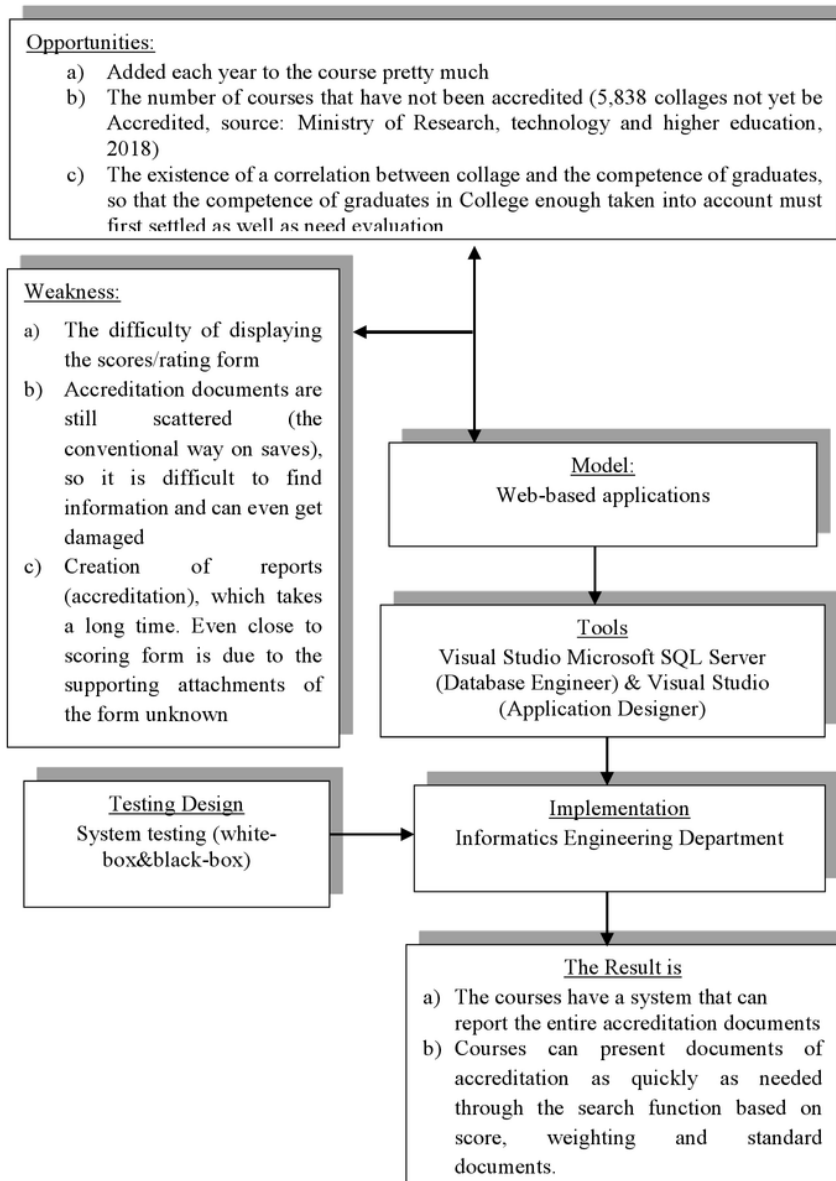 Opportunities:
a) Added each year to the course pretty much
b) The number of courses that have not been accredited (5,838 collages not yet be
Accredited, source: Ministry of Research, technology and higher education,
2018)
c) The existence of a correlation between collage and the competence of graduates,
so that the competence of graduates in College enough taken into account must
first settled as well as need evaluation
Weakness:
a) The difficulty of displaying
the scores/rating form
b) Accreditation documents are
still scattered (the
conventional way on saves),
so it is difficult to find
information and can even get
damaged
c) Creation of reports
(accreditation), which takes
a long time. Even close to
scoring form is due to the
supporting attachments of
the form unknown
Model:
Web-based applications
Tools
Visual Studio Microsoft SQL Server
(Database Engineer) & Visual Studio
(Application Designer)
Testing Design
System testing (white-
box&black-box)
Implementation
Informatics Engineering Department
The Result is
a) The courses have a system that can
report the entire accreditation documents
b) Courses can present documents of
accreditation as quickly as needed
through the search function based on
score, weighting and standard
documents.